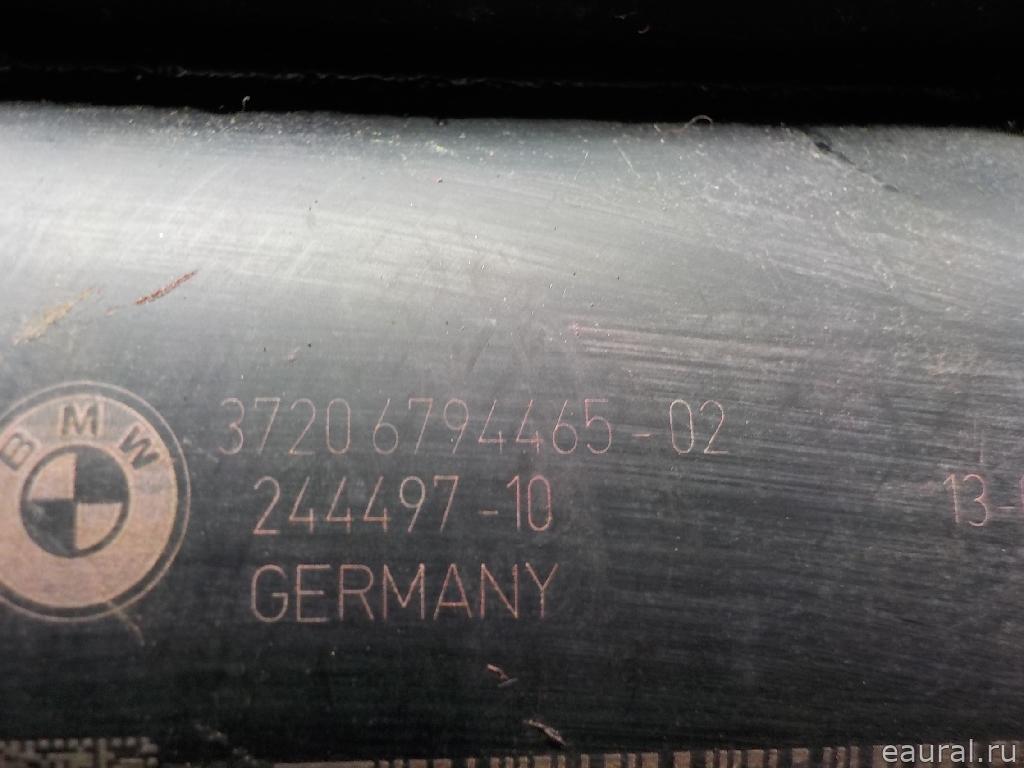 BMW
3720 6794465-02
244497-10
13-
GERMANY
eaural.ru